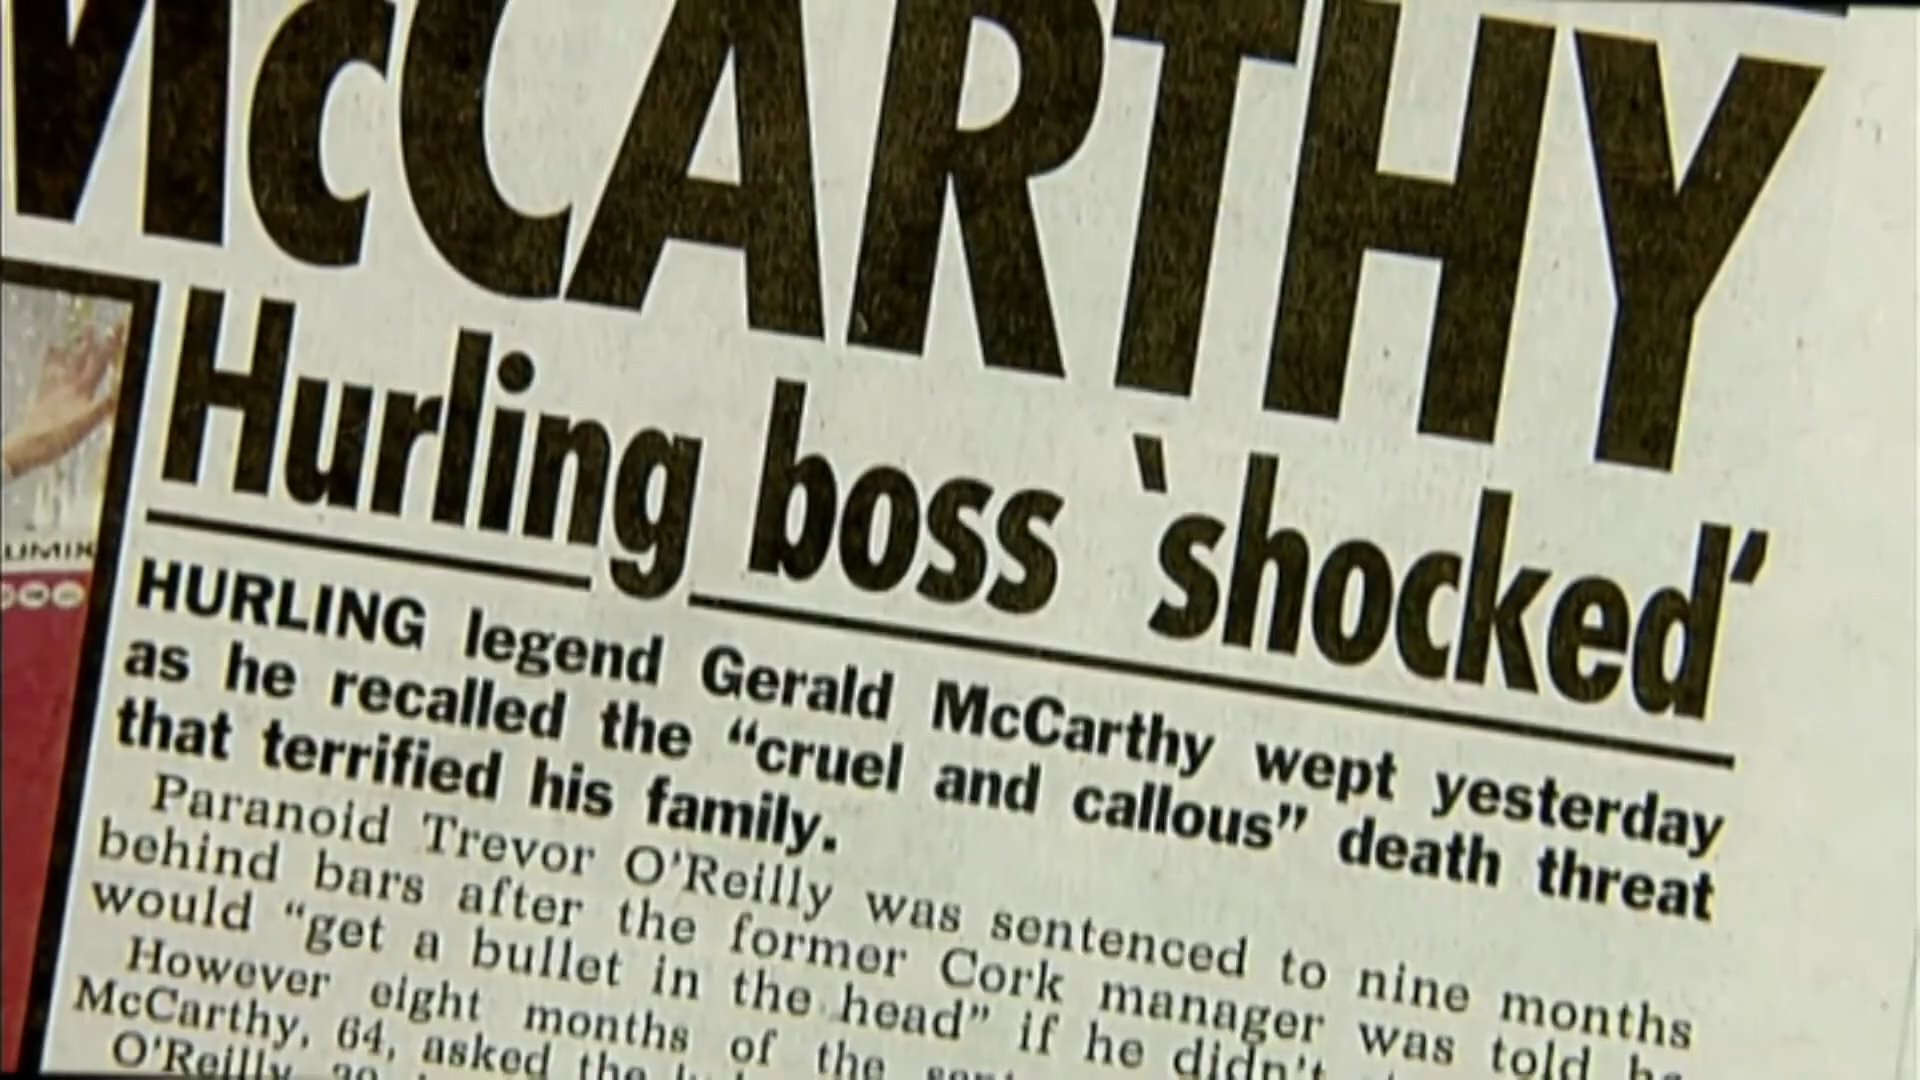 McCARTHY
Hurling boss 'shocked'
HURLING legend Gerald McCarthy wept yesterday
as he recalled the “cruel and callous” death threat
that terrified his family.
Paranoid Trevor O'Reilly was sentenced to nine months
behind bars after the former Cork manager was told he
would “get a bullet in the head” if he didn't
However eight months of the
McCarthy, 64, asked the
O'Reilly,